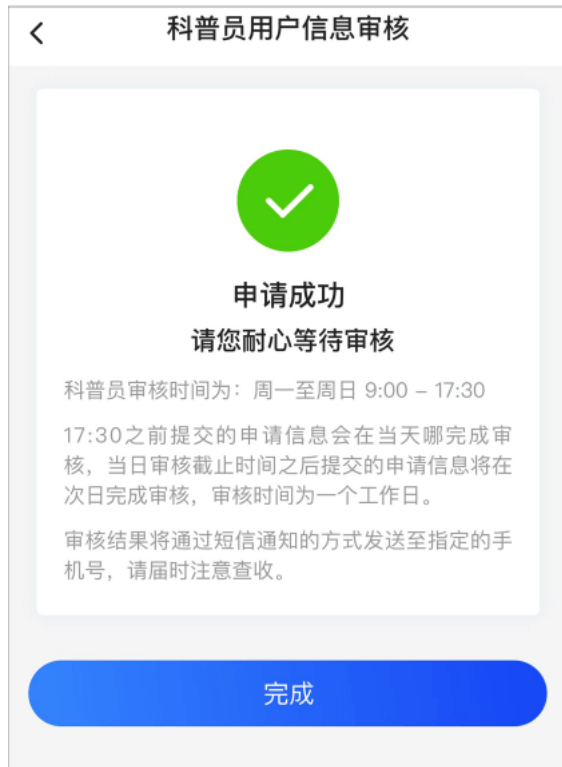 科普员用户信息审核
申请成功
请您耐心等待审核
科普员审核时间为：周一至周日 9:00 – 17:30
17:30之前提交的申请信息会在当天哪完成审
核，当日审核截止时间之后提交的申请信息将在
次日完成审核，审核时间为一个工作日。
审核结果将通过短信通知的方式发送至指定的手
机号，请届时注意查收。
完成